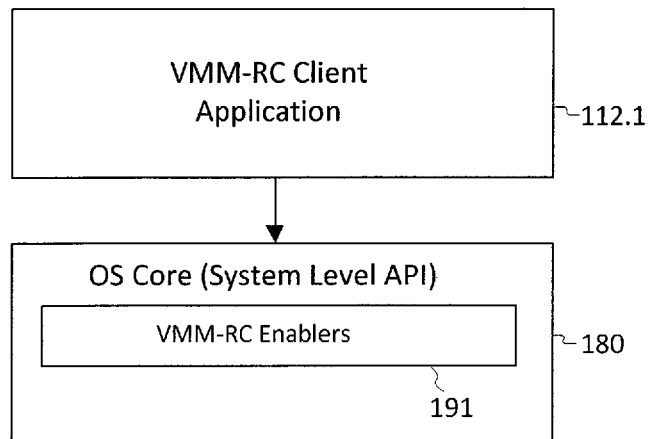 VMM-RC Client
Application
112.1
OS Core (System Level API)
VMM-RC Enablers
180
191